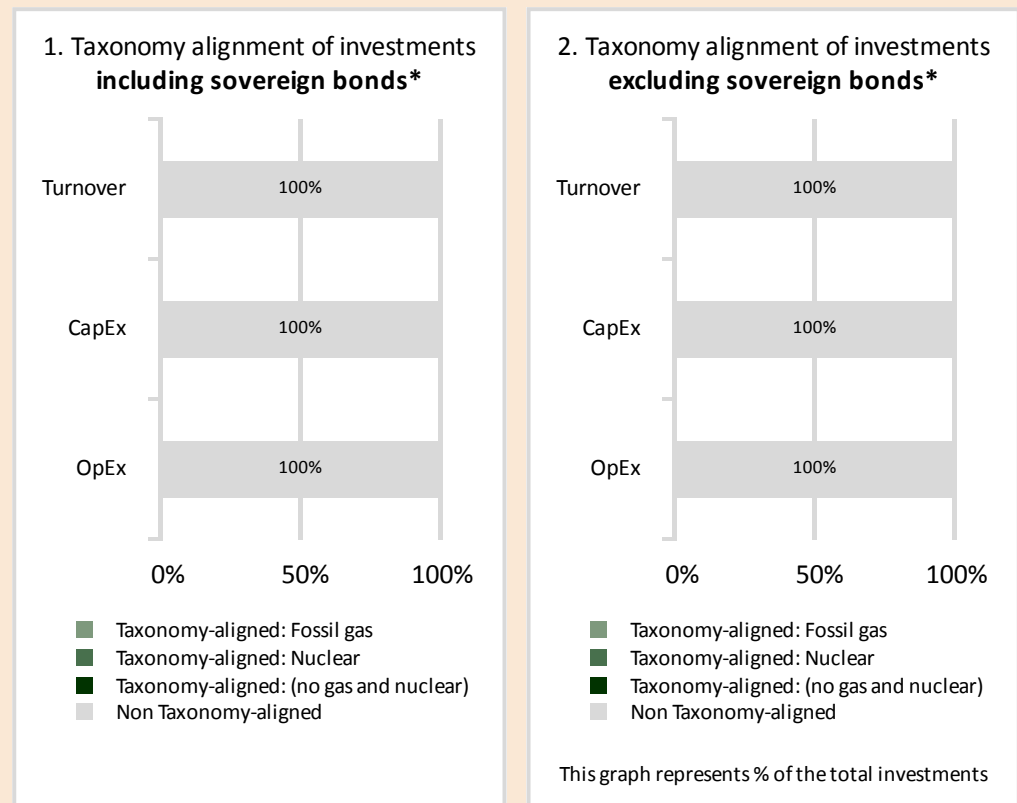 1. Taxonomy alignment of investments
including sovereign bonds*
Turnover
100%
CapEx
100%
OpEx
100%
0% 50% 100%
Taxonomy-aligned: Fossil gas
Taxonomy-aligned: Nuclear
Taxonomy-aligned: (no gas and nuclear)
Non Taxonomy-aligned
2. Taxonomy alignment of investments
excluding sovereign bonds*
Turnover
100%
CapEx
100%
OpEx
100%
0% 50% 100%
Taxonomy-aligned: Fossil gas
Taxonomy-aligned: Nuclear
Taxonomy-aligned: (no gas and nuclear)
Non Taxonomy-aligned
This graph represents % of the total investments